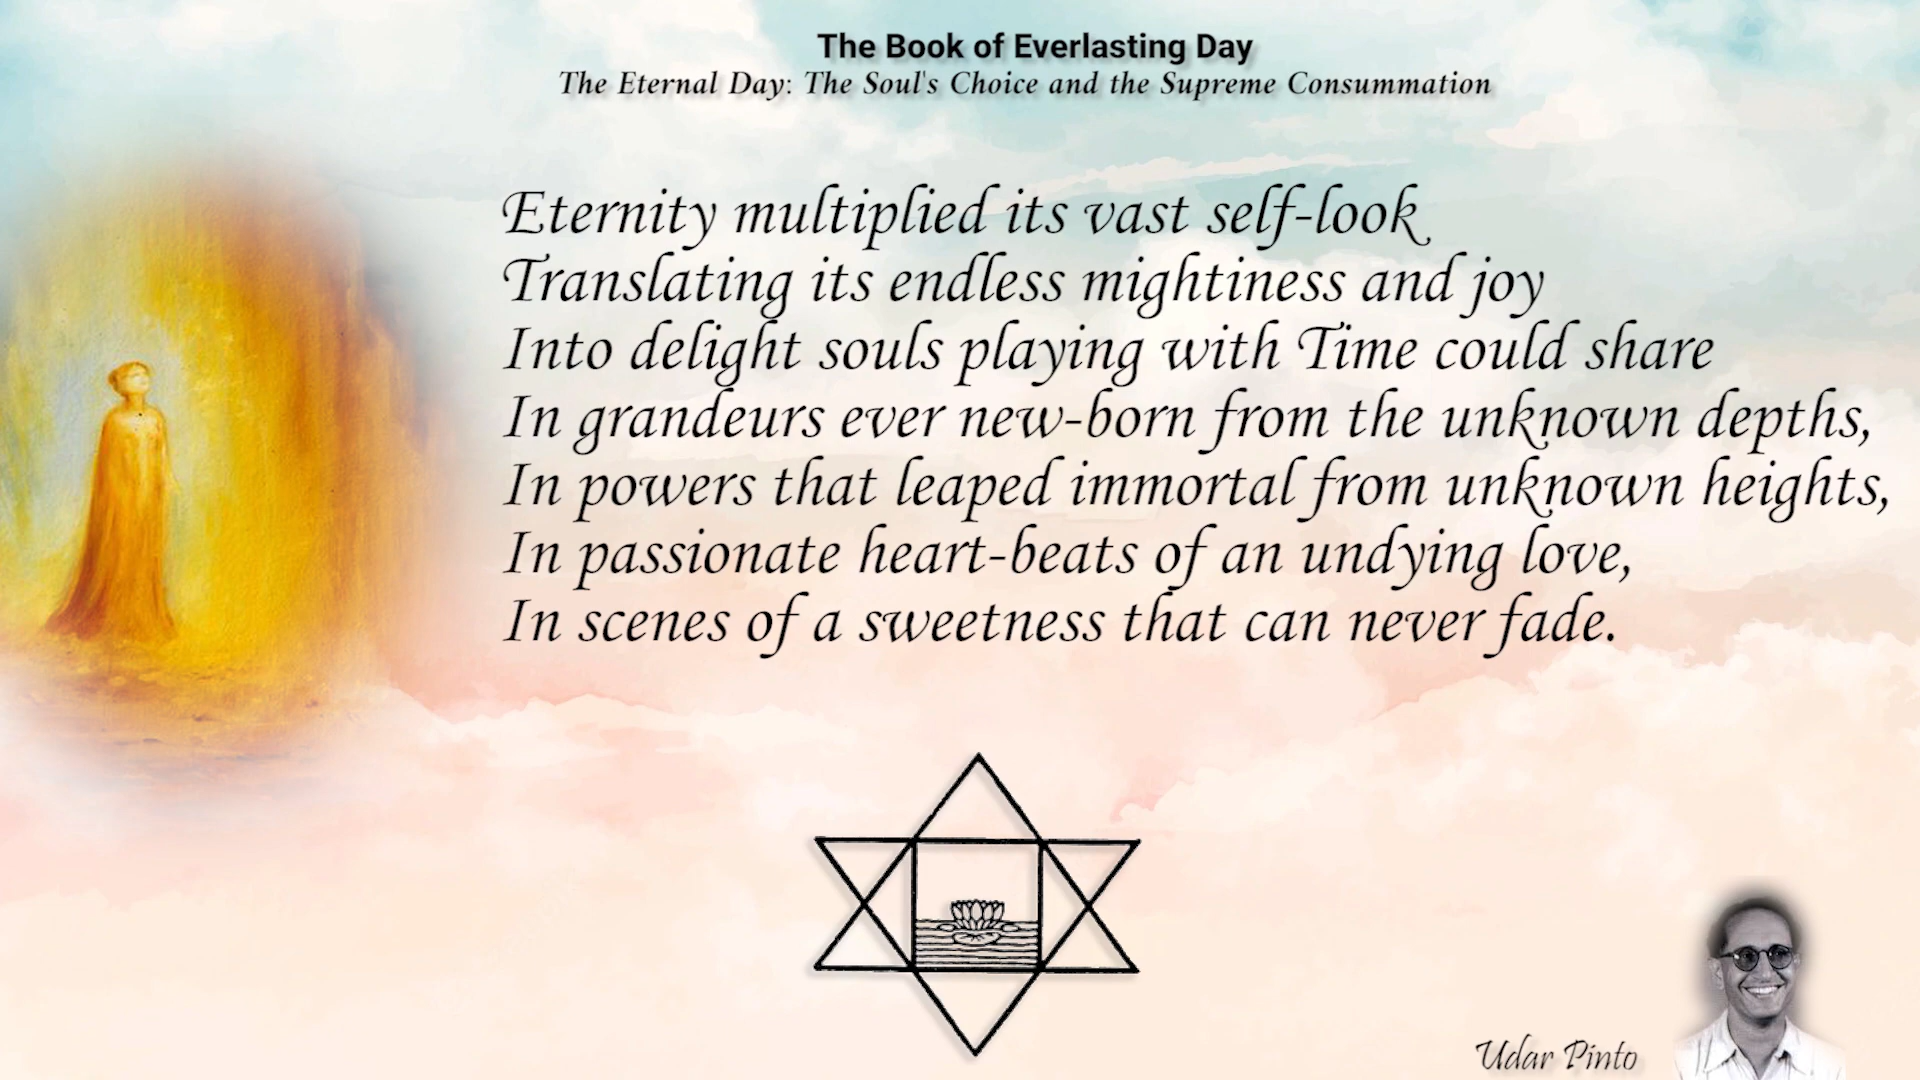 The Book of Everlasting Day
The Eternal Day: The Soul's Choice and the Supreme Consummation
Eternity multiplied its vast self-look
Translating its endless mightiness and joy
Into delight souls playing with Time could share
In grandeurs ever new-born from the unknown depths,
In powers that leaped immortal from unknown heights,
In passionate heart-beats of an undying love,
In scenes of a sweetness that can never fade.
Udar Pinto